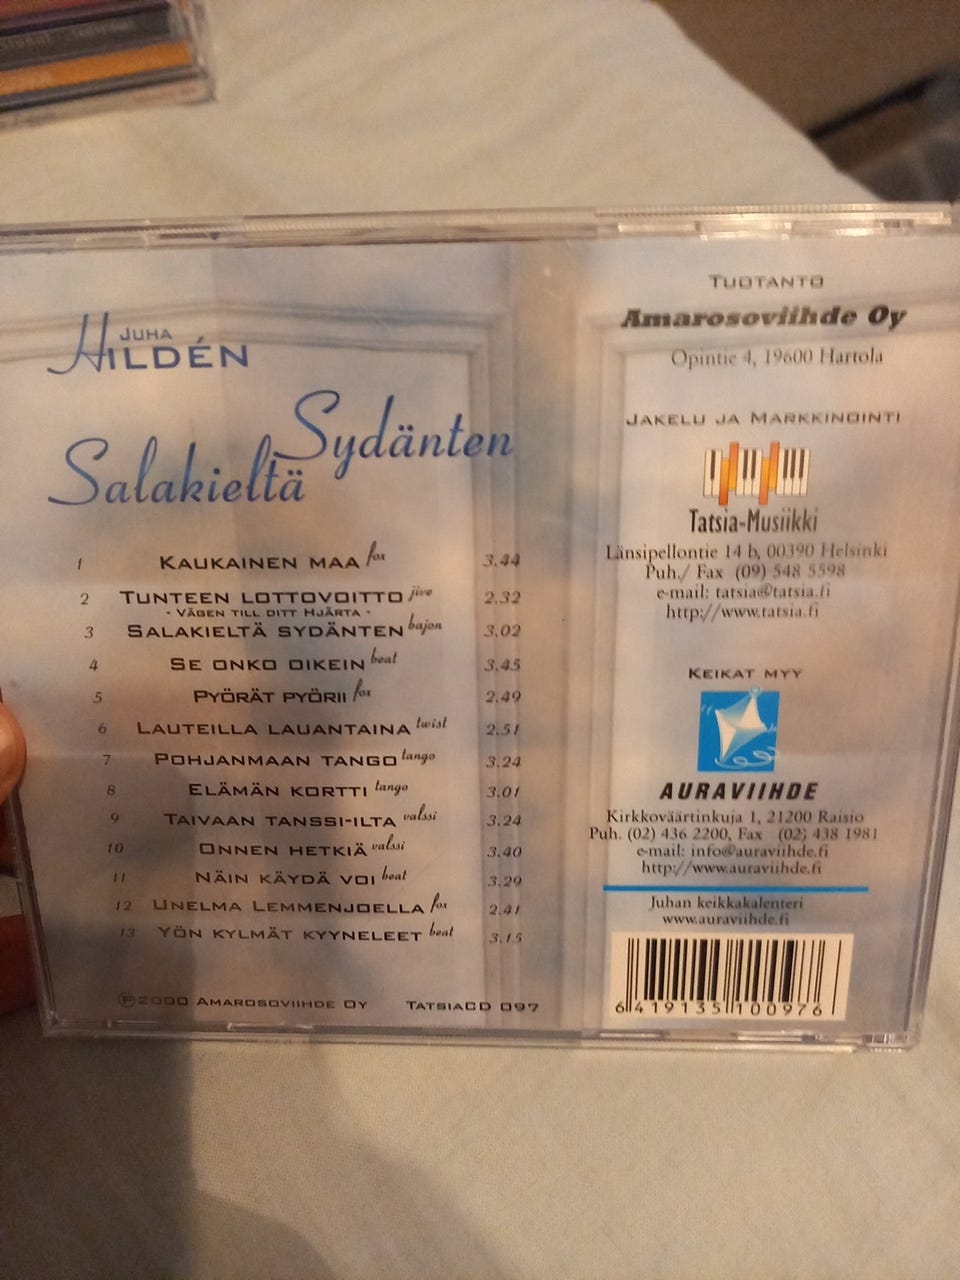 JUHA
HILDÉN
Salakieltä Sydänten
1 KAUKAINEN MAA fox 3.44
2 TUNTEEN LOTTOVOITTO jive 2.32
- VÄGEN TILL DITT HJÄRTA -
3 SALAKIELTÄ SYDÄNTEN bajon 3.02
4 SE ONKO OIKEIN beat 3.45
5 PYÖRÄT PYÖRII fox 2.49
6 LAUTEILLA LAUANTAINA twist 2.51
7 POHJANMAAN TANGO tango 3.24
8 ELÄMÄN KORTTI tango 3.01
9 TAIVAAN TANSSI-ILTA valssi 3.24
10 ONNEN HETKIÄ valssi 3.40
11 NÄIN KÄYDÄ VOI beat 3.29
12 UNELMA LEMMENJOELLA fox 2.41
13 YÖN KYLMÄT KYYNELEET beat 3.15
℗2000 AMAROSOVIIHDE OY TATSIACD 097
TUOTANTO
Amarosoviihde Oy
Opintie 4, 19600 Hartola
JAKELU JA MARKKINOINTI
Tatsia-Musiikki
Länsipellontie 14 b, 00390 Helsinki
Puh./ Fax (09) 548 5598
e-mail: tatsia@tatsia.fi
http://www.tatsia.fi
KEIKAT MYY
AURAVIIHDE
Kirkkoväärtinkuja 1, 21200 Raisio
Puh. (02) 436 2200, Fax (02) 438 1981
e-mail: info@auraviihde.fi
http://www.auraviihde.fi
Juhan keikkakalenteri
www.auraviihde.fi
6 419135 100976